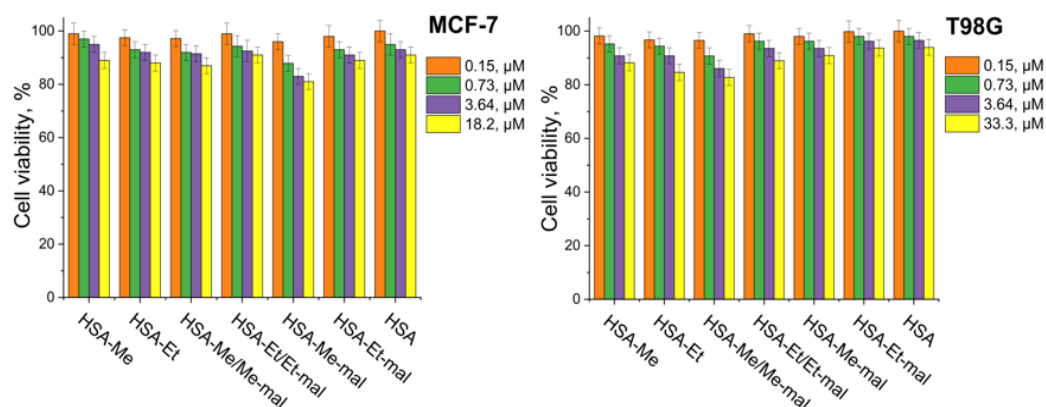 MCF-7
Cell viability, %
100
80
60
40
20
0
0.15, µM
0.73, µM
3.64, µM
18.2, µM
HSA-Me
HSA-Et
HSA-Me/Me-mal
HSA-Et/Et-mal
HSA-Me-mal
HSA-Et-mal
HSA
T98G
Cell viability, %
100
80
60
40
20
0
0.15, µM
0.73, µM
3.64, µM
33.3, µM
HSA-Me
HSA-Et
HSA-Me/Me-mal
HSA-Et/Et-mal
HSA-Me-mal
HSA-Et-mal
HSA